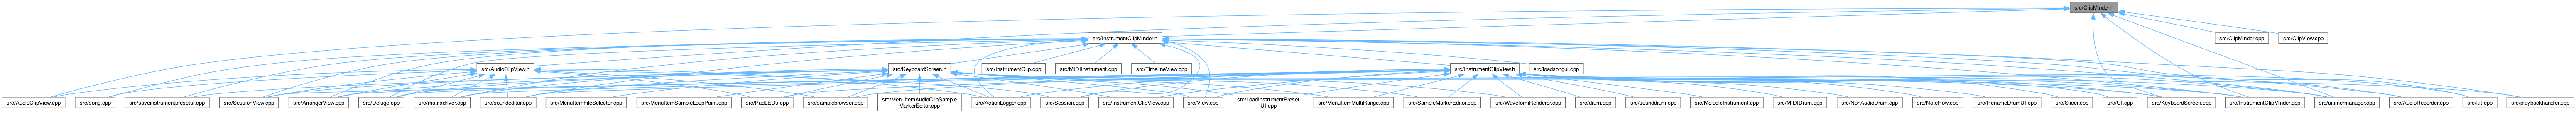 src/ClipMinder.h
src/InstrumentClipMinder.h
src/ClipMinder.cpp
src/ClipView.cpp
src/AudioClipView.h
src/KeyboardScreen.h
src/InstrumentClip.cpp
src/MIDIInstrument.cpp
src/TimelineView.cpp
src/InstrumentClipView.h
src/loadsongui.cpp
src/AudioClipView.cpp
src/song.cpp
src/saveinstrumentpresetui.cpp
src/SessionView.cpp
src/ArrangerView.cpp
src/Deluge.cpp
src/matrixdriver.cpp
src/soundeditor.cpp
src/MenuItemFileSelector.cpp
src/MenuItemSampleLoopPoint.cpp
src/PadLEDs.cpp
src/samplebrowser.cpp
src/MenuItemAudioClipSample
MarkerEditor.cpp
src/ActionLogger.cpp
src/Session.cpp
src/InstrumentClipView.cpp
src/View.cpp
src/LoadInstrumentPreset
UI.cpp
src/MenuItemMultiRange.cpp
src/SampleMarkerEditor.cpp
src/WaveformRenderer.cpp
src/drum.cpp
src/sounddrum.cpp
src/MelodicInstrument.cpp
src/MIDIDrum.cpp
src/NonAudioDrum.cpp
src/NoteRow.cpp
src/RenameDrumUI.cpp
src/Slicer.cpp
src/UI.cpp
src/KeyboardScreen.cpp
src/InstrumentClipMinder.cpp
src/uitimermanager.cpp
src/AudioRecorder.cpp
src/kit.cpp
src/playbackhandler.cpp